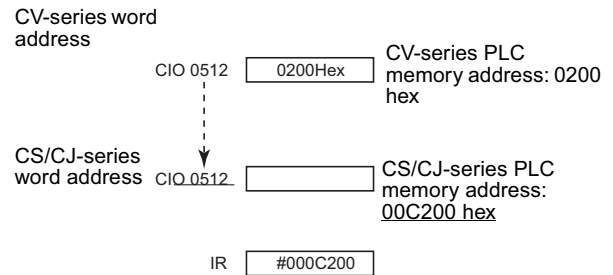 CV-series word
address
CIO 0512
0200Hex
CV-series PLC
memory address: 0200
hex
CS/CJ-series
word address
CIO 0512
CS/CJ-series PLC
memory address:
00C200 hex
IR
#000C200